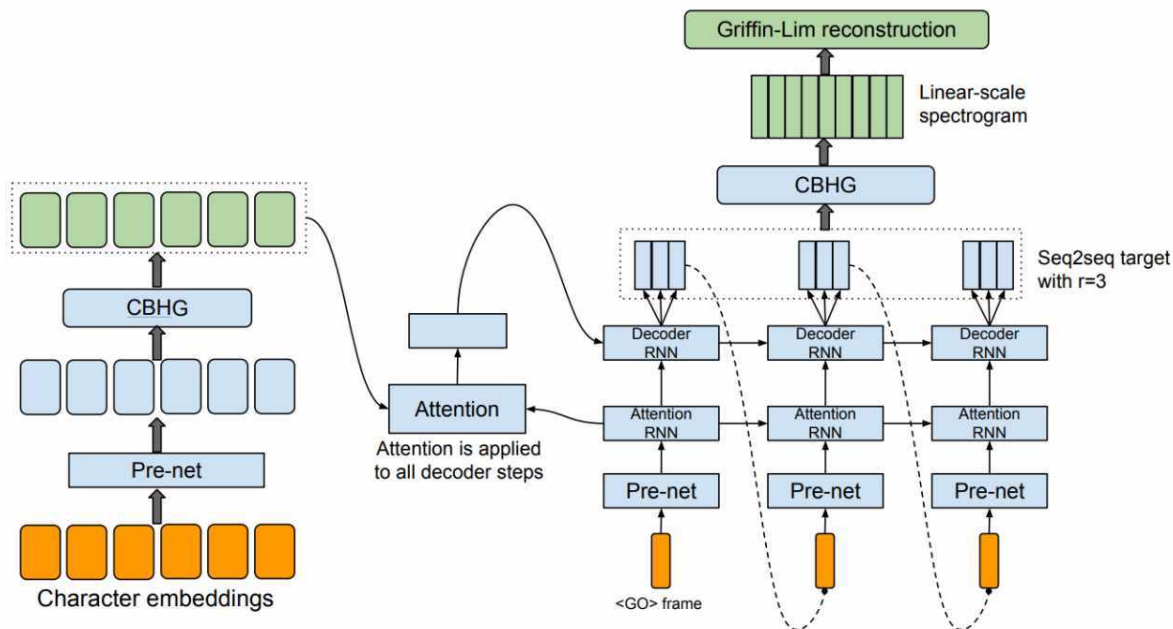 Griffin-Lim reconstruction
Linear-scale
spectrogram
CBHG
Seq2seq target
with r=3
CBHG
Decoder
RNN
Decoder
RNN
Decoder
RNN
Attention
Attention is applied
to all decoder steps
Attention
RNN
Attention
RNN
Attention
RNN
Pre-net
Pre-net
Pre-net
Pre-net
<GO> frame
Character embeddings